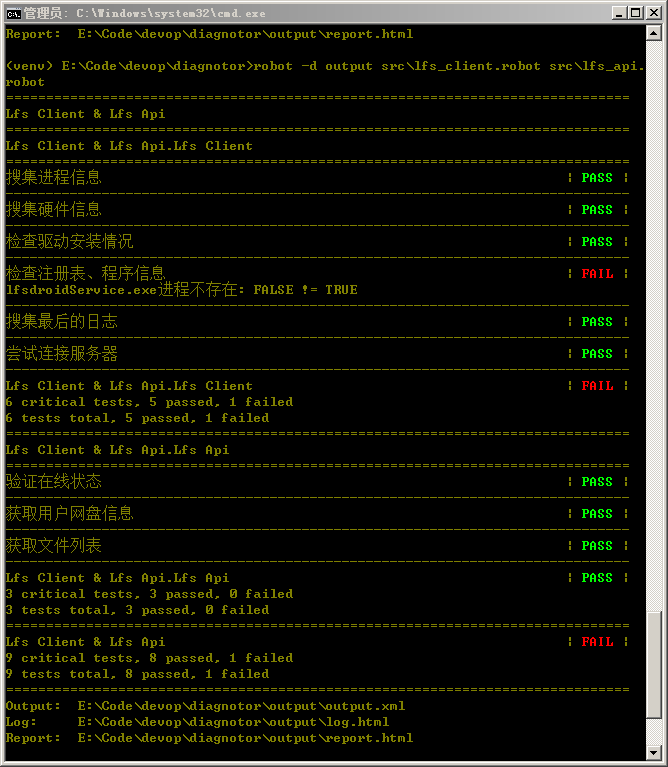 管理员: C:\Windows\system32\cmd.exe
Report:  E:\Code\devop\diagnotor\output\report.html
(venv) E:\Code\devop\diagnotor>robot -d output src\lfs_client.robot src\lfs_api.
robot
==============================================================================
Lfs Client & Lfs Api
==============================================================================
Lfs Client & Lfs Api.Lfs Client
==============================================================================
搜集进程信息 | PASS |
------------------------------------------------------------------------------
搜集硬件信息 | PASS |
------------------------------------------------------------------------------
检查驱动安装情况 | PASS |
------------------------------------------------------------------------------
检查注册表、程序信息 | FAIL |
lfsdroidService.exe进程不存在: FALSE != TRUE
------------------------------------------------------------------------------
搜集最后的日志 | PASS |
------------------------------------------------------------------------------
尝试连接服务器 | PASS |
------------------------------------------------------------------------------
Lfs Client & Lfs Api.Lfs Client | FAIL |
6 critical tests, 5 passed, 1 failed
6 tests total, 5 passed, 1 failed
==============================================================================
Lfs Client & Lfs Api.Lfs Api
==============================================================================
验证在线状态 | PASS |
------------------------------------------------------------------------------
获取用户网盘信息 | PASS |
------------------------------------------------------------------------------
获取文件列表 | PASS |
------------------------------------------------------------------------------
Lfs Client & Lfs Api.Lfs Api | PASS |
3 critical tests, 3 passed, 0 failed
3 tests total, 3 passed, 0 failed
==============================================================================
Lfs Client & Lfs Api | FAIL |
9 critical tests, 8 passed, 1 failed
9 tests total, 8 passed, 1 failed
==============================================================================
Output:  E:\Code\devop\diagnotor\output\output.xml
Log:     E:\Code\devop\diagnotor\output\log.html
Report:  E:\Code\devop\diagnotor\output\report.html